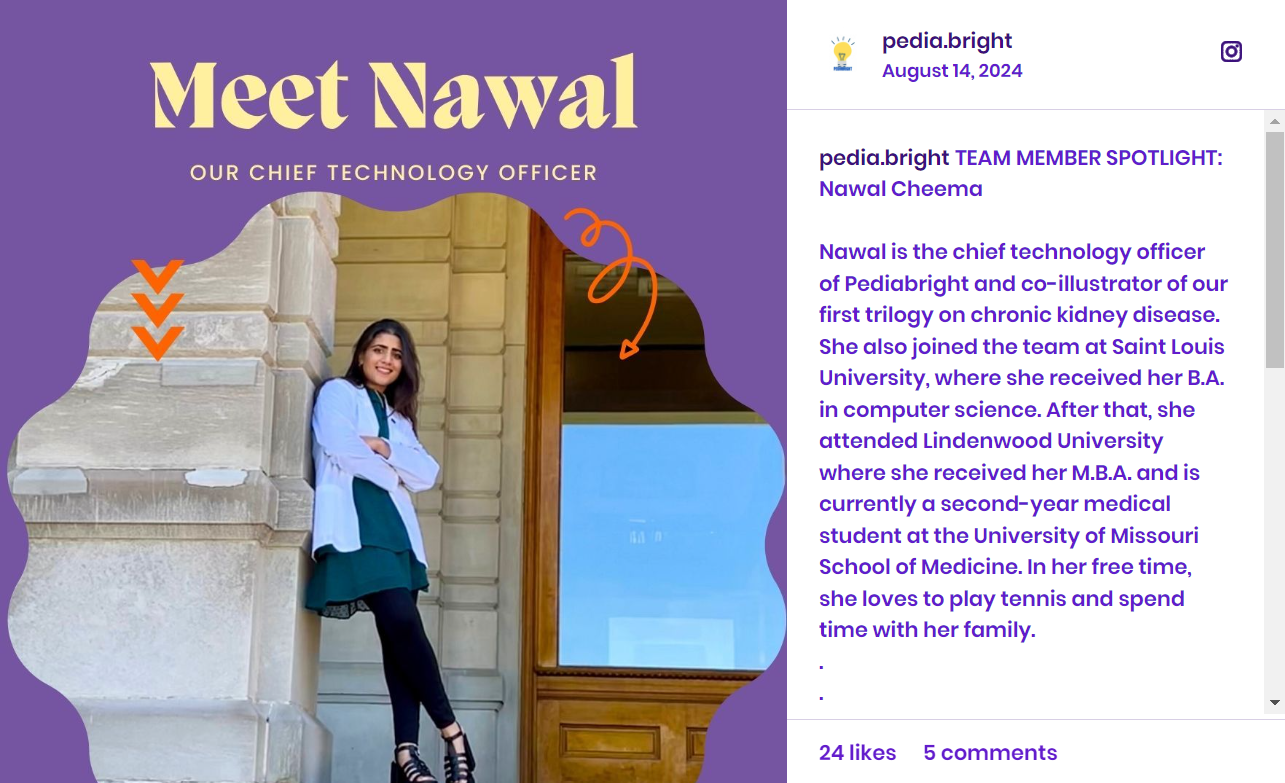 Meet Nawal
OUR CHIEF TECHNOLOGY OFFICER
pedia.bright
August 14, 2024
pedia.bright TEAM MEMBER SPOTLIGHT:
Nawal Cheema
Nawal is the chief technology officer
of Pediabright and co-illustrator of our
first trilogy on chronic kidney disease.
She also joined the team at Saint Louis
University, where she received her B.A.
in computer science. After that, she
attended Lindenwood University
where she received her M.B.A. and is
currently a second-year medical
student at the University of Missouri
School of Medicine. In her free time,
she loves to play tennis and spend
time with her family.
.
.
24 likes 5 comments